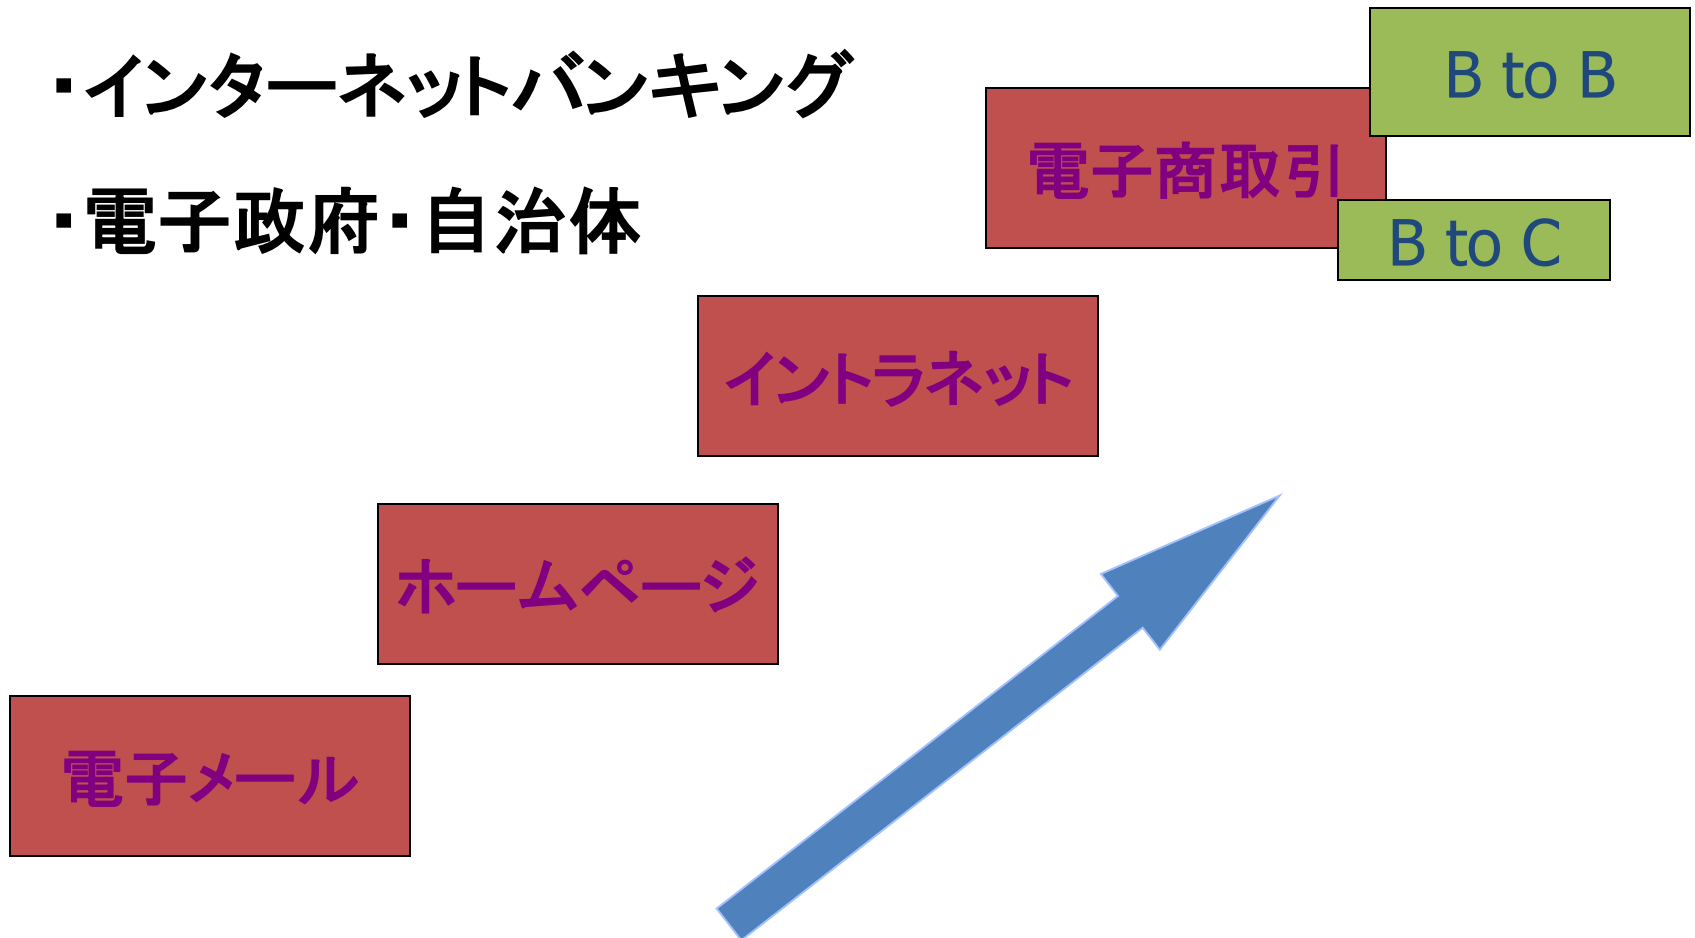 ・インターネットバンキング
・電子政府・自治体
B to B
電子商取引
B to C
イントラネット
ホームページ
電子メール